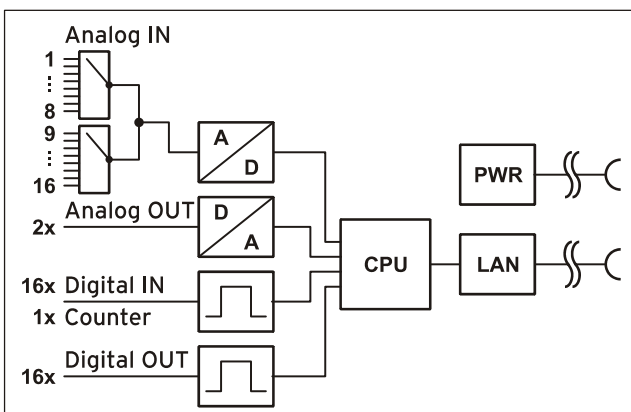 Analog IN
1
8
9
16
A
D
Analog OUT
2x
D
A
16x Digital IN
1x Counter
Digital OUT
16x
CPU
PWR
LAN